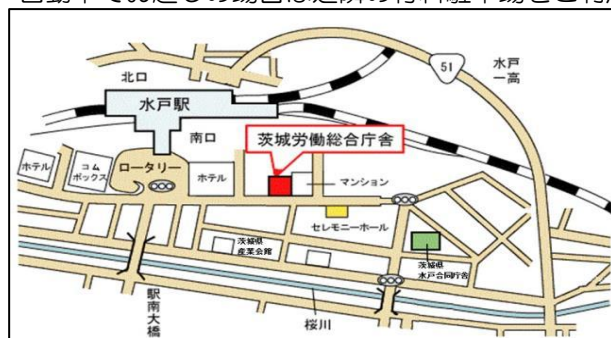 北口
水戸駅
51
水戸
一高
南口
茨城労働総合庁舎
ホテル
コム
ボックス
ロータリー
ホテル
マンション
セレモニーホール
茨城県
産業会館
茨城県
水戸合同庁舎
駅南大橋
桜川